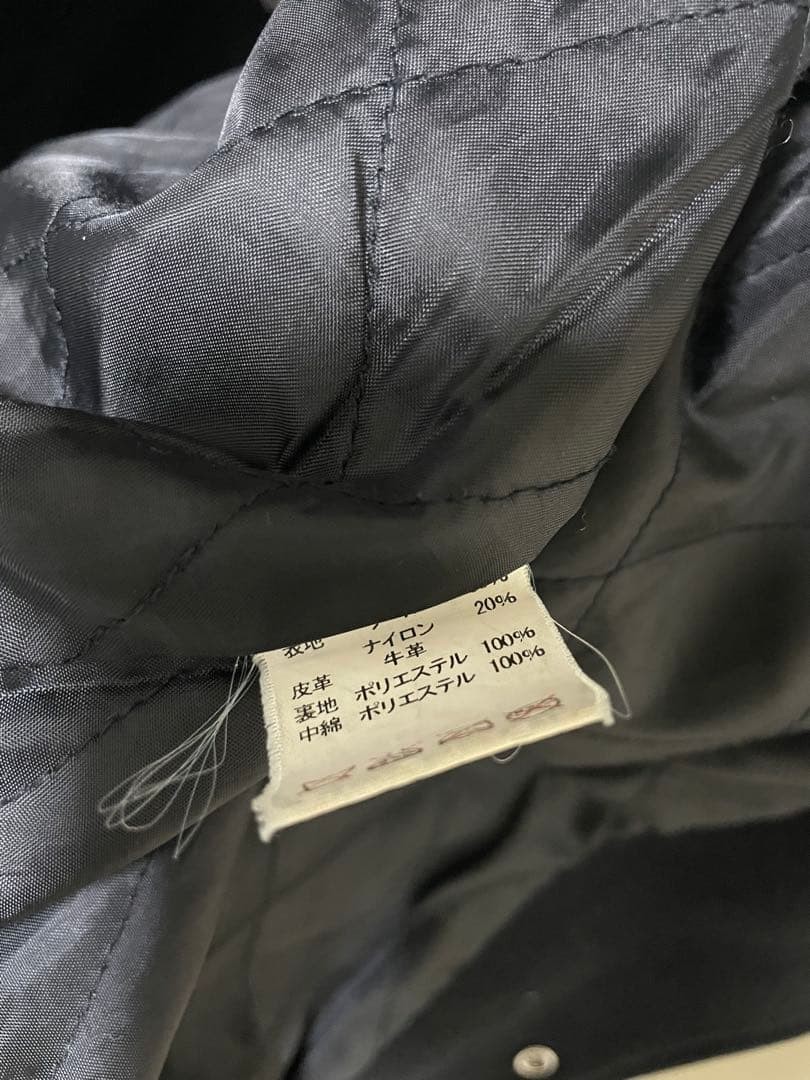 表地 20%
ナイロン
皮革 牛革
裏地 ポリエステル 100%
中綿 ポリエステル 100%